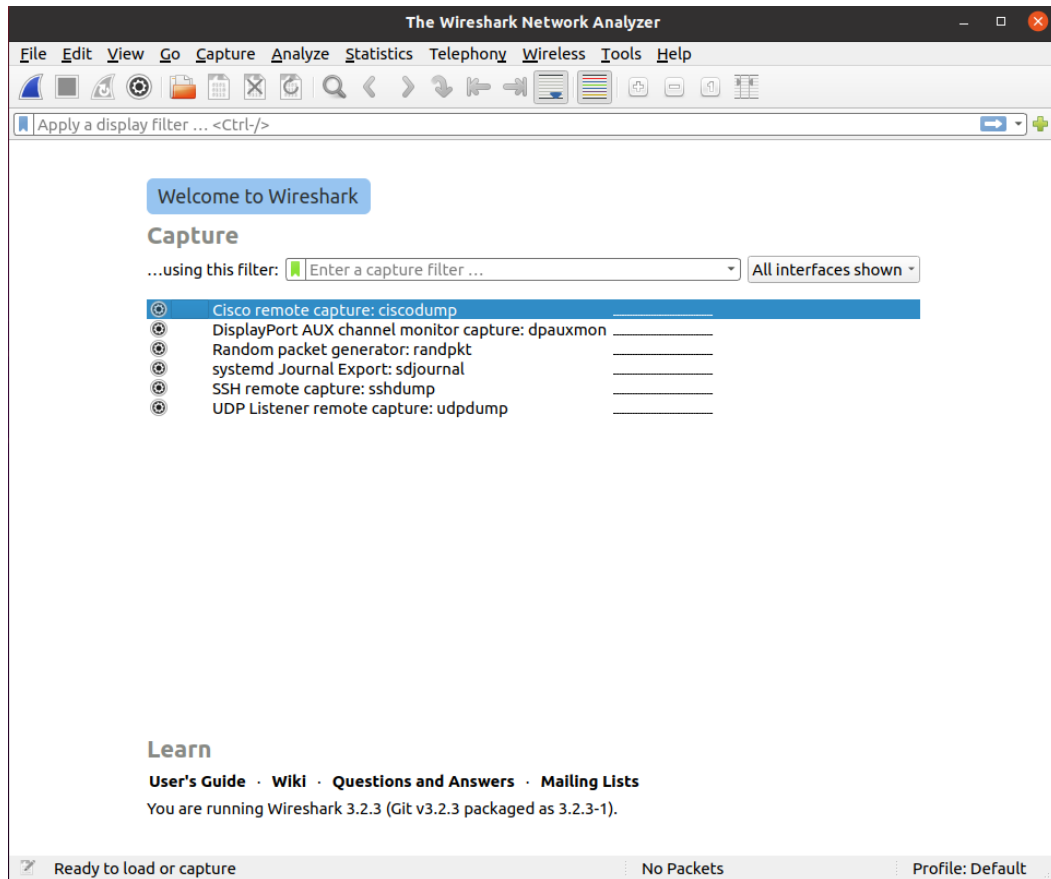 The Wireshark Network Analyzer
File Edit View Go Capture Analyze Statistics Telephony Wireless Tools Help
Apply a display filter … <Ctrl-/>
Welcome to Wireshark
Capture
…using this filter: Enter a capture filter … All interfaces shown
Cisco remote capture: ciscodump
DisplayPort AUX channel monitor capture: dpauxmon
Random packet generator: randpkt
systemd Journal Export: sdjournal
SSH remote capture: sshdump
UDP Listener remote capture: udpdump
Learn
User's Guide · Wiki · Questions and Answers · Mailing Lists
You are running Wireshark 3.2.3 (Git v3.2.3 packaged as 3.2.3-1).
Ready to load or capture No Packets Profile: Default